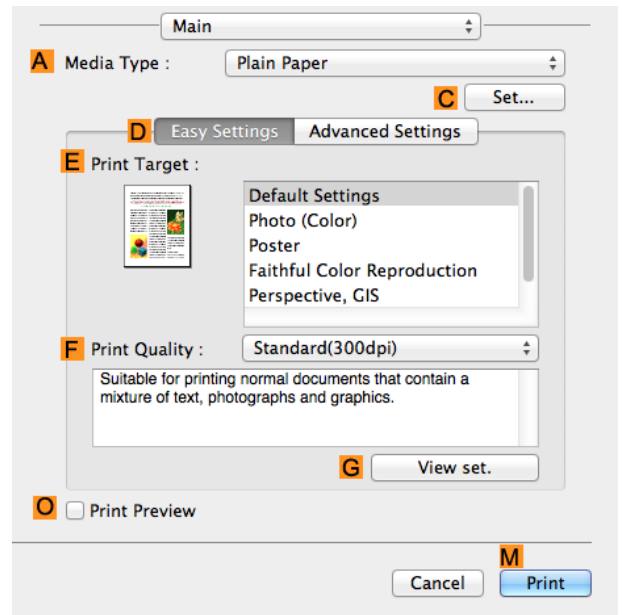 Main
A Media Type : Plain Paper
C Set...
D Easy Settings Advanced Settings
E Print Target :
Default Settings
Photo (Color)
Poster
Faithful Color Reproduction
Perspective, GIS
F Print Quality : Standard(300dpi)
Suitable for printing normal documents that contain a
mixture of text, photographs and graphics.
G View set.
O Print Preview
M
Cancel Print